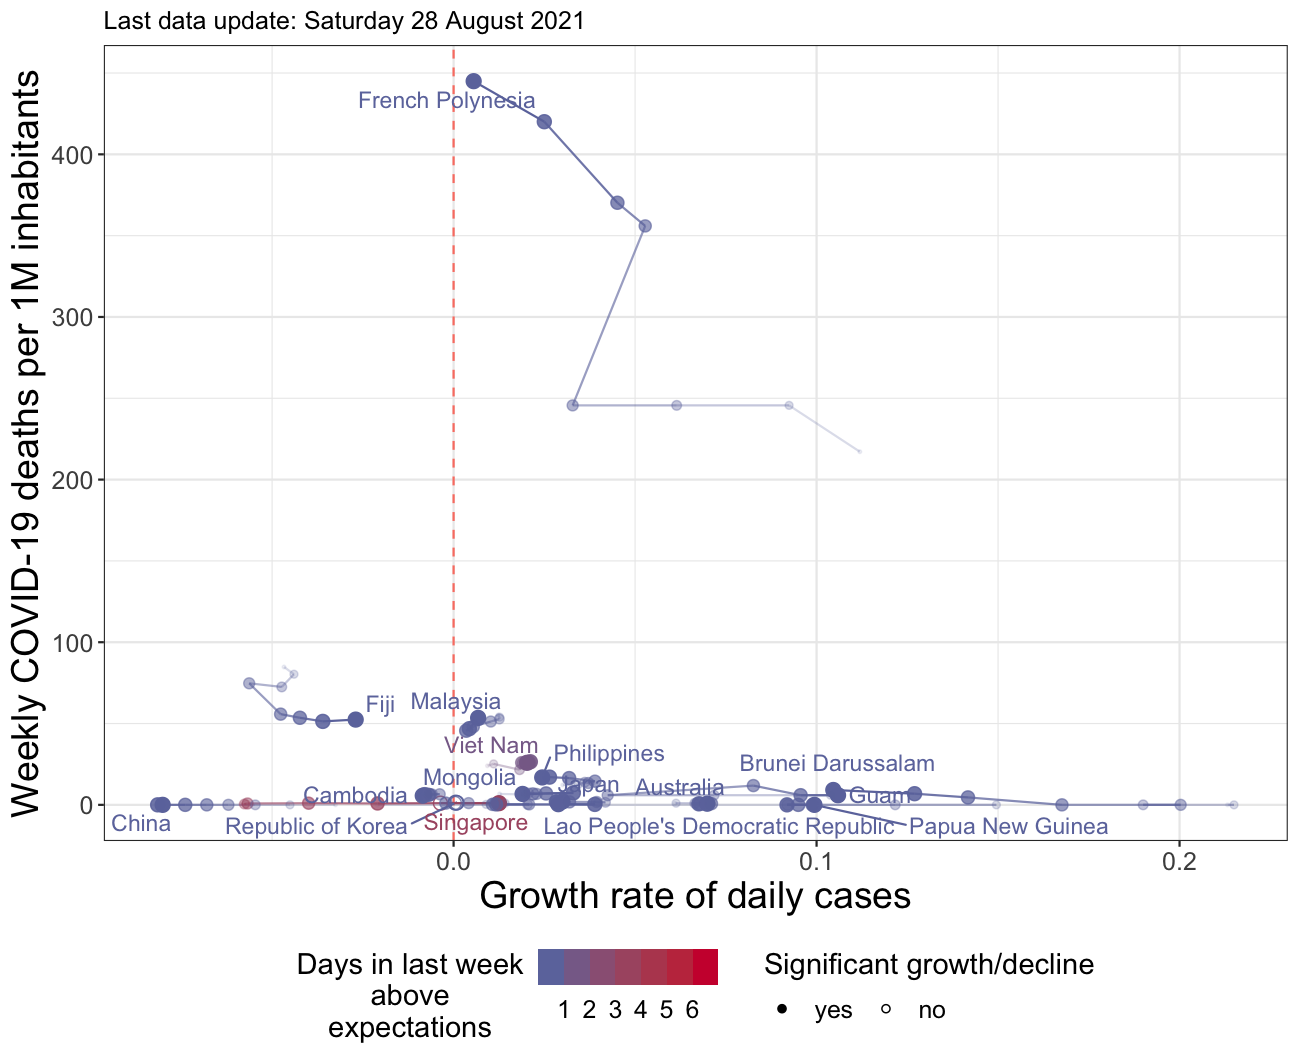 Last data update: Saturday 28 August 2021
Weekly COVID-19 deaths per 1M inhabitants
400
300
200
100
0
French Polynesia
Fiji
Malaysia
Viet Nam
Philippines
Mongolia
Japan
Australia
Brunei Darussalam
Cambodia
Guam
China
Republic of Korea
Singapore
Lao People's Democratic Republic
Papua New Guinea
0.0
0.1
0.2
Growth rate of daily cases
Days in last week
above
expectations
1 2 3 4 5 6
Significant growth/decline
yes
no